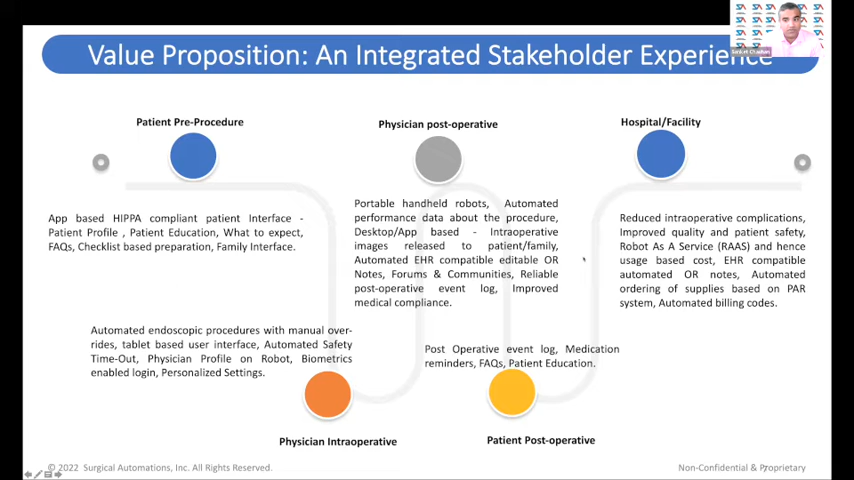 Value Proposition: An Integrated Stakeholder Experience
Patient Pre-Procedure
App based HIPPA compliant patient Interface -
Patient Profile , Patient Education, What to expect,
FAQs, Checklist based preparation, Family Interface.
Physician post-operative
Portable handheld robots, Automated
performance data about the procedure,
Desktop/App based - Intraoperative
images released to patient/family,
Automated EHR compatible editable OR
Notes, Forums & Communities, Reliable
post-operative event log, Improved
medical compliance.
Hospital/Facility
Reduced intraoperative complications,
Improved quality and patient safety,
Robot As A Service (RAAS) and hence
usage based cost, EHR compatible
automated OR notes, Automated
ordering of supplies based on PAR
system, Automated billing codes.
Automated endoscopic procedures with manual over-
rides, tablet based user interface, Automated Safety
Time-Out, Physician Profile on Robot, Biometrics
enabled login, Personalized Settings.
Physician Intraoperative
Post Operative event log, Medication
reminders, FAQs, Patient Education.
Patient Post-operative
© 2022 Surgical Automations, Inc. All Rights Reserved.
Non-Confidential & Proprietary
7